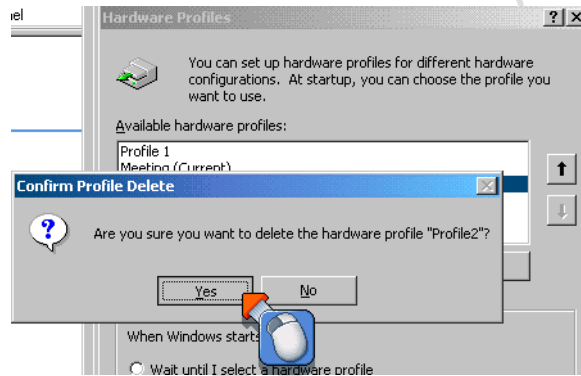 Hardware Profiles
You can set up hardware profiles for different hardware
configurations. At startup, you can choose the profile you
want to use.
Available hardware profiles:
Profile 1
Meeting (Current)
Confirm Profile Delete
Are you sure you want to delete the hardware profile "Profile2"?
Yes
No
When Windows starts
Wait until I select a hardware profile